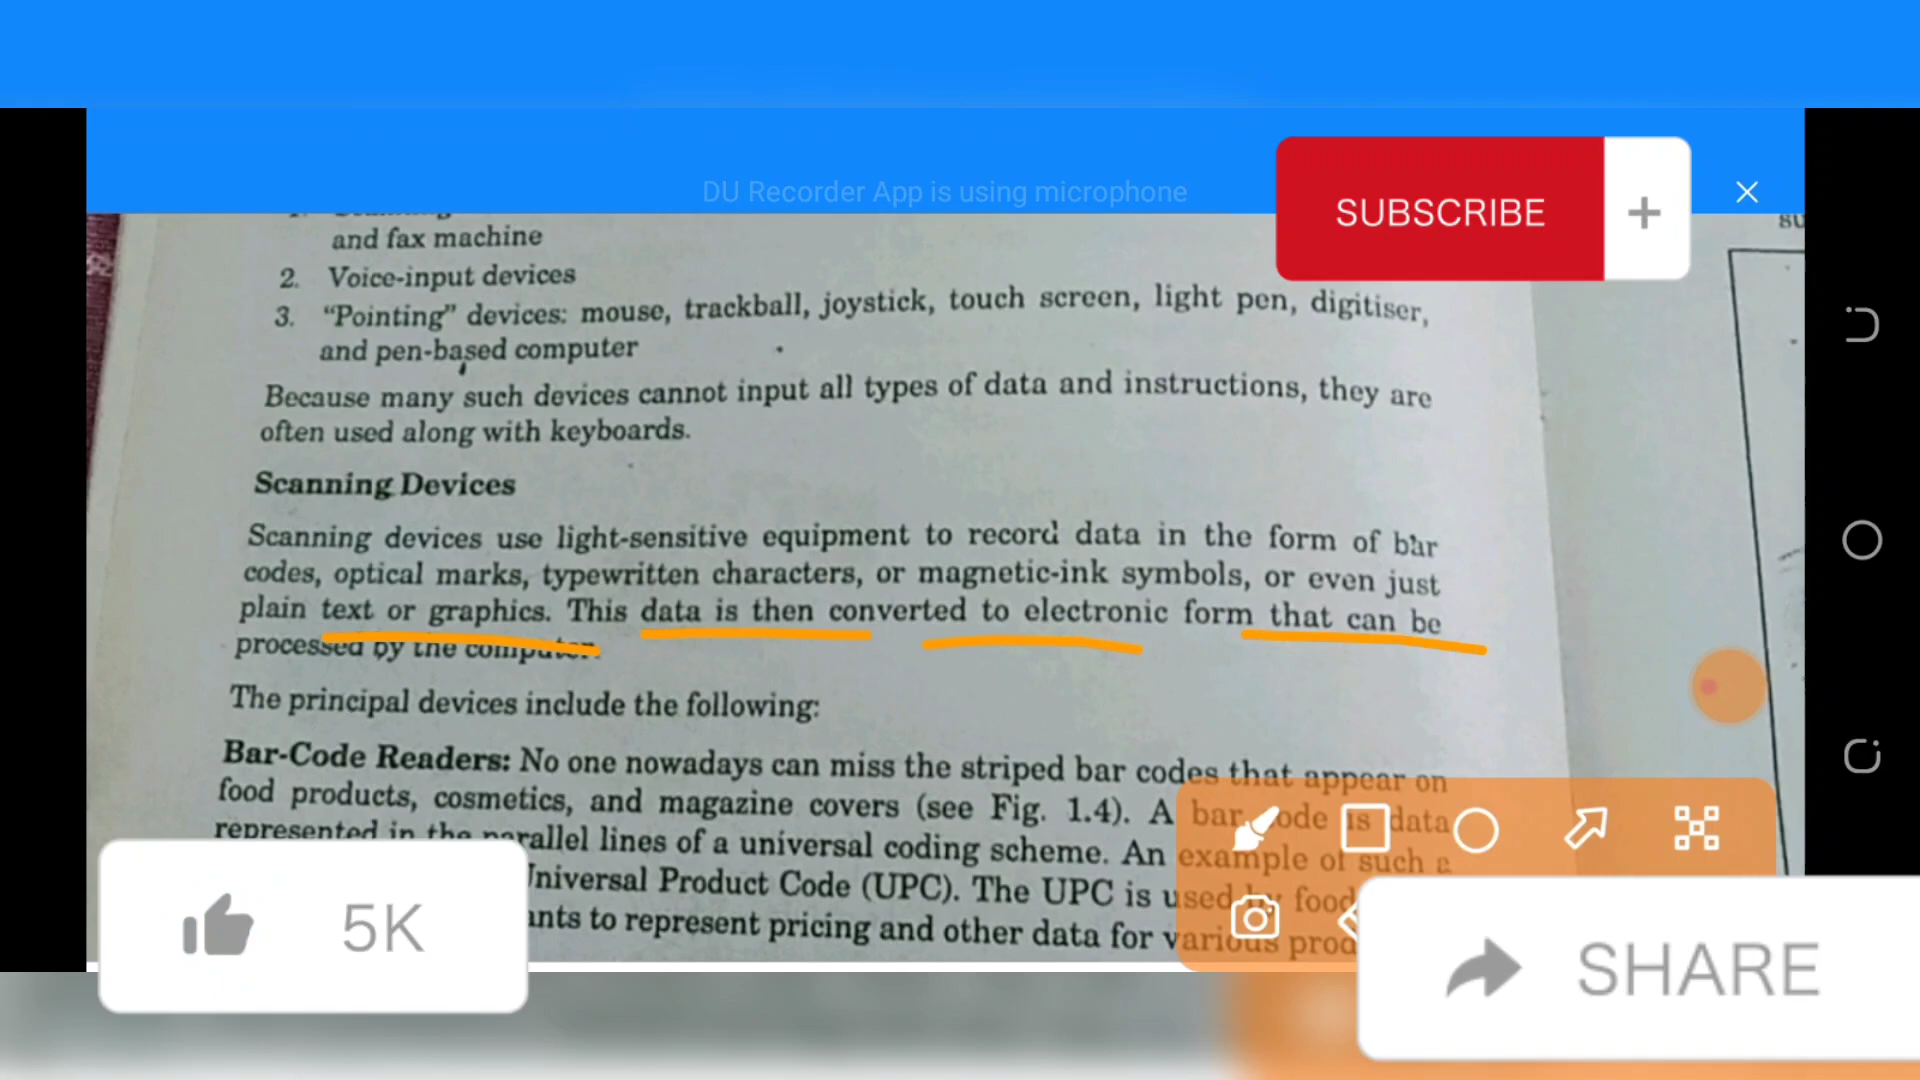 DU Recorder App is using microphone
SUBSCRIBE +
su
and fax machine
2. Voice-input devices
3. "Pointing" devices: mouse, trackball, joystick, touch screen, light pen, digitiser,
and pen-based computer
Because many such devices cannot input all types of data and instructions, they are
often used along with keyboards.
Scanning Devices
Scanning devices use light-sensitive equipment to record data in the form of bar
codes, optical marks, typewritten characters, or magnetic-ink symbols, or even just
plain text or graphics. This data is then converted to electronic form that can be
processed by the computer.
The principal devices include the following:
Bar-Code Readers: No one nowadays can miss the striped bar codes that appear on
food products, cosmetics, and magazine covers (see Fig. 1.4). A bar code is data
represented in the parallel lines of a universal coding scheme. An example of such a
Universal Product Code (UPC). The UPC is used by food
to represent pricing and other data for various
5K
SHARE